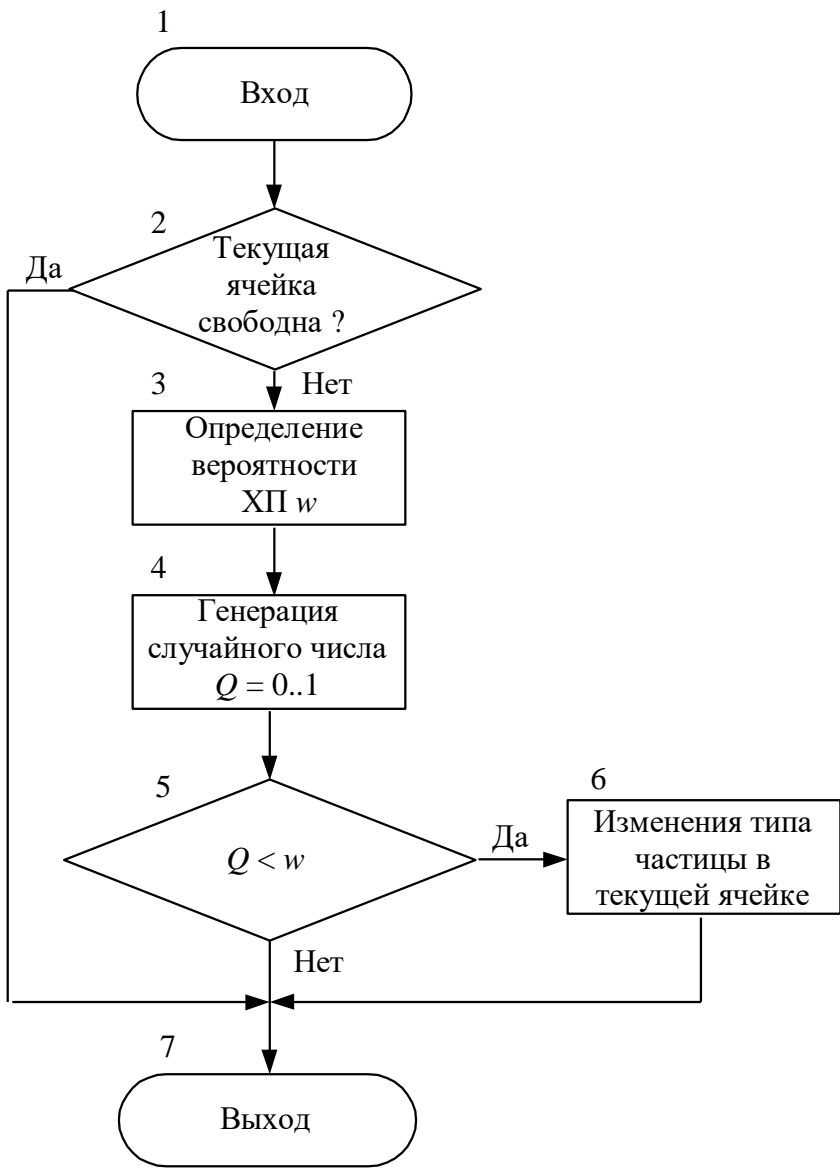 1
Вход
2
Текущая
ячейка
свободна ?
Да
Нет
3
Определение
вероятности
ХП w
4
Генерация
случайного числа
Q = 0..1
5
Q < w
Да
Нет
6
Изменения типа
частицы в
текущей ячейке
7
Выход